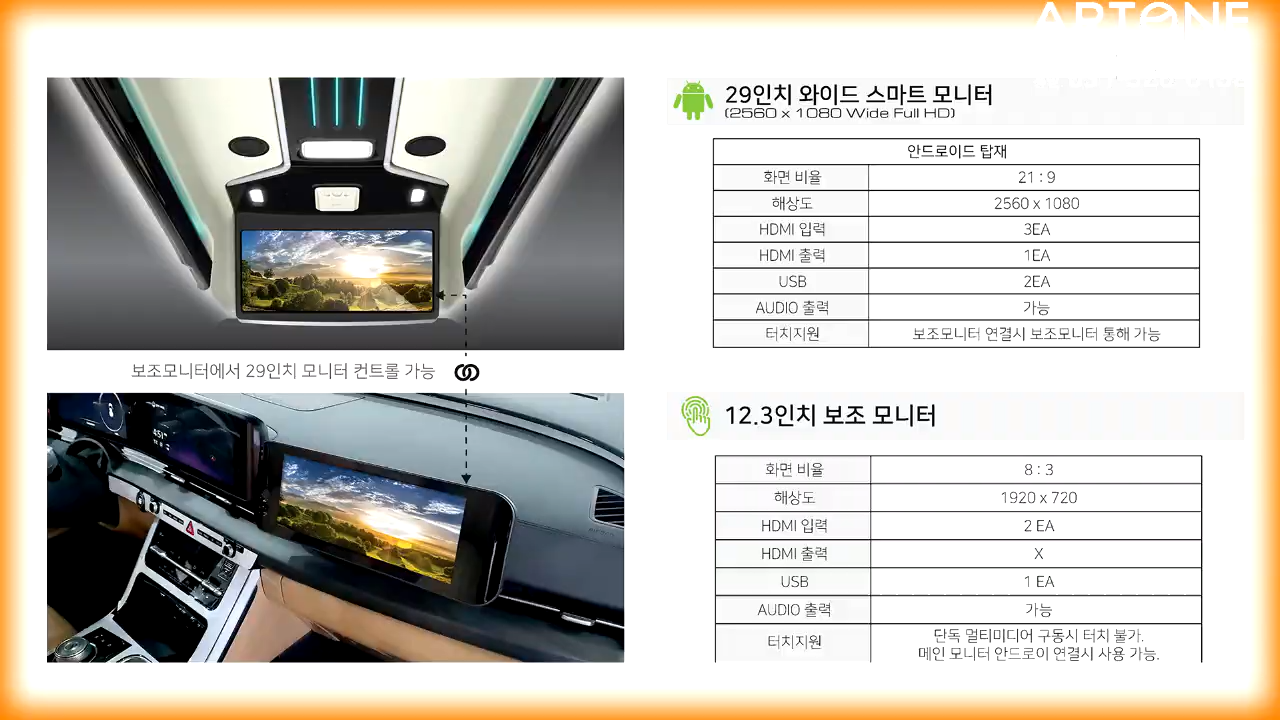 ARTONE
29인치 와이드 스마트 모니터
(2560 x 1080 Wide Full HD)
안드로이드 탑재
화면 비율 21 : 9
해상도 2560 x 1080
HDMI 입력 3EA
HDMI 출력 1EA
USB 2EA
AUDIO 출력 가능
터치지원 보조모니터 연결시 보조모니터 통해 가능
보조모니터에서 29인치 모니터 컨트롤 가능
12.3인치 보조 모니터
화면 비율 8 : 3
해상도 1920 x 720
HDMI 입력 2 EA
HDMI 출력 X
USB 1 EA
AUDIO 출력 가능
터치지원 단독 멀티미디어 구동시 터치 불가.
메인 모니터 안드로이 연결시 사용 가능.